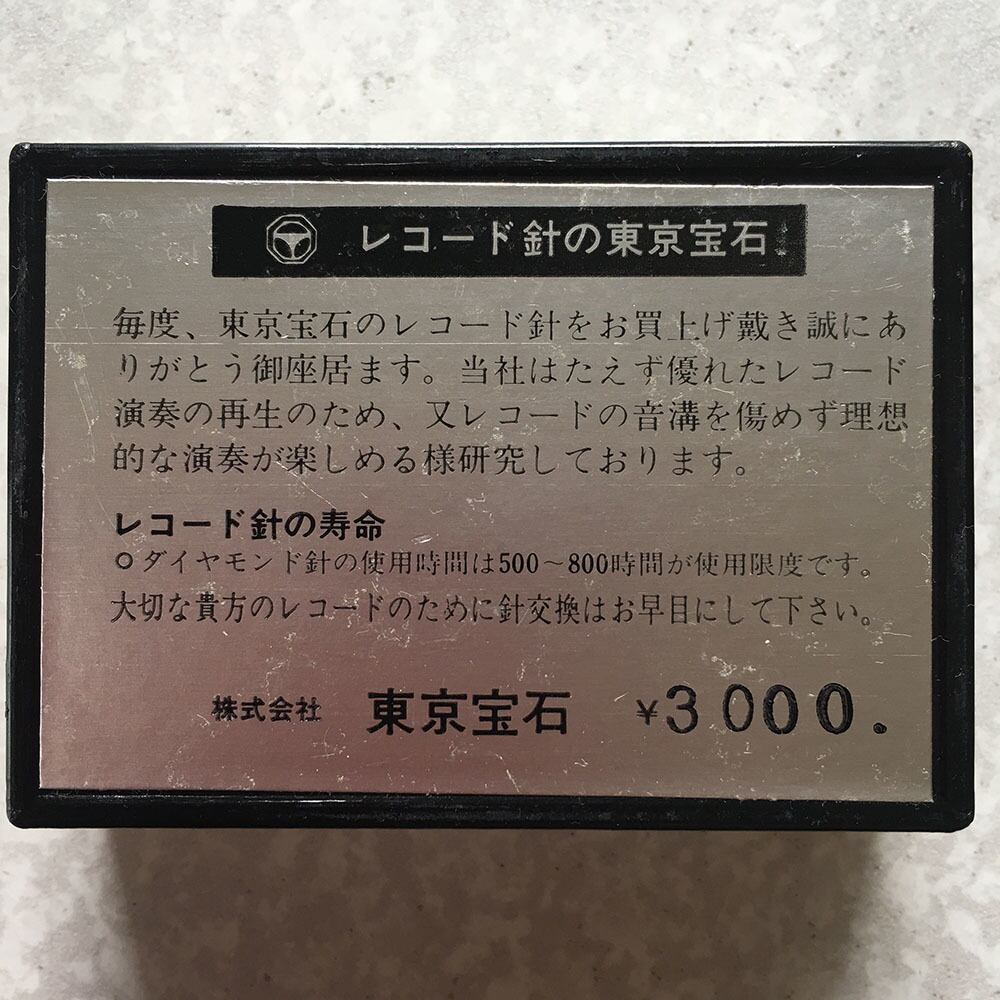 レコード針の東京宝石
毎度、東京宝石のレコード針をお買上げ戴き誠にあ
りがとう御座居ます。当社はたえず優れたレコード
演奏の再生のため、又レコードの音溝を傷めず理想
的な演奏が楽しめる様研究しております。
レコード針の寿命
○ダイヤモンド針の使用時間は500〜800時間が使用限度です。
大切な貴方のレコードのために針交換はお早目にして下さい。
株式会社 東京宝石 ¥3000.